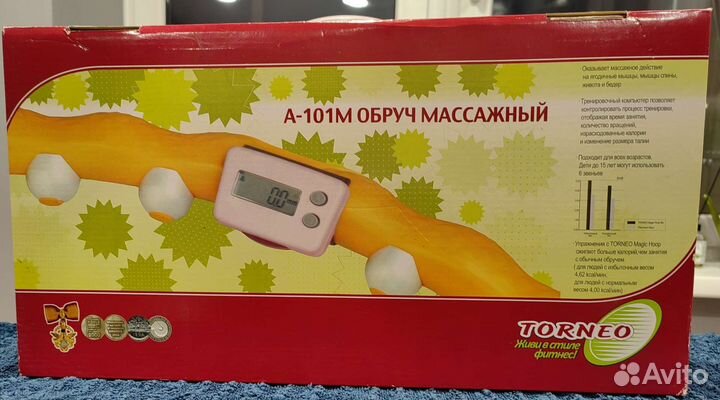 Оказывает массажное действие
на ягодичные мышцы, мышцы спины,
живота и бедер
А-101М ОБРУЧ МАССАЖНЫЙ
Тренировочный компьютер позволяет
контролировать процесс тренировки,
отображая время занятия,
количество вращений,
израсходованные калории
и изменение размера талии
Подходит для всех возрастов.
Дети до 15 лет могут использовать
6 звеньев
0.0
Упражнения с TORNEO Magic Hoop
сжигают больше калорий, чем занятия
с обычным обручем.
( для людей с избыточным весом
4,62 ккал/мин,
для людей с нормальным
весом 4,00 ккал/мин)
TORNEO
Живи в стиле
фитнес!
Avito